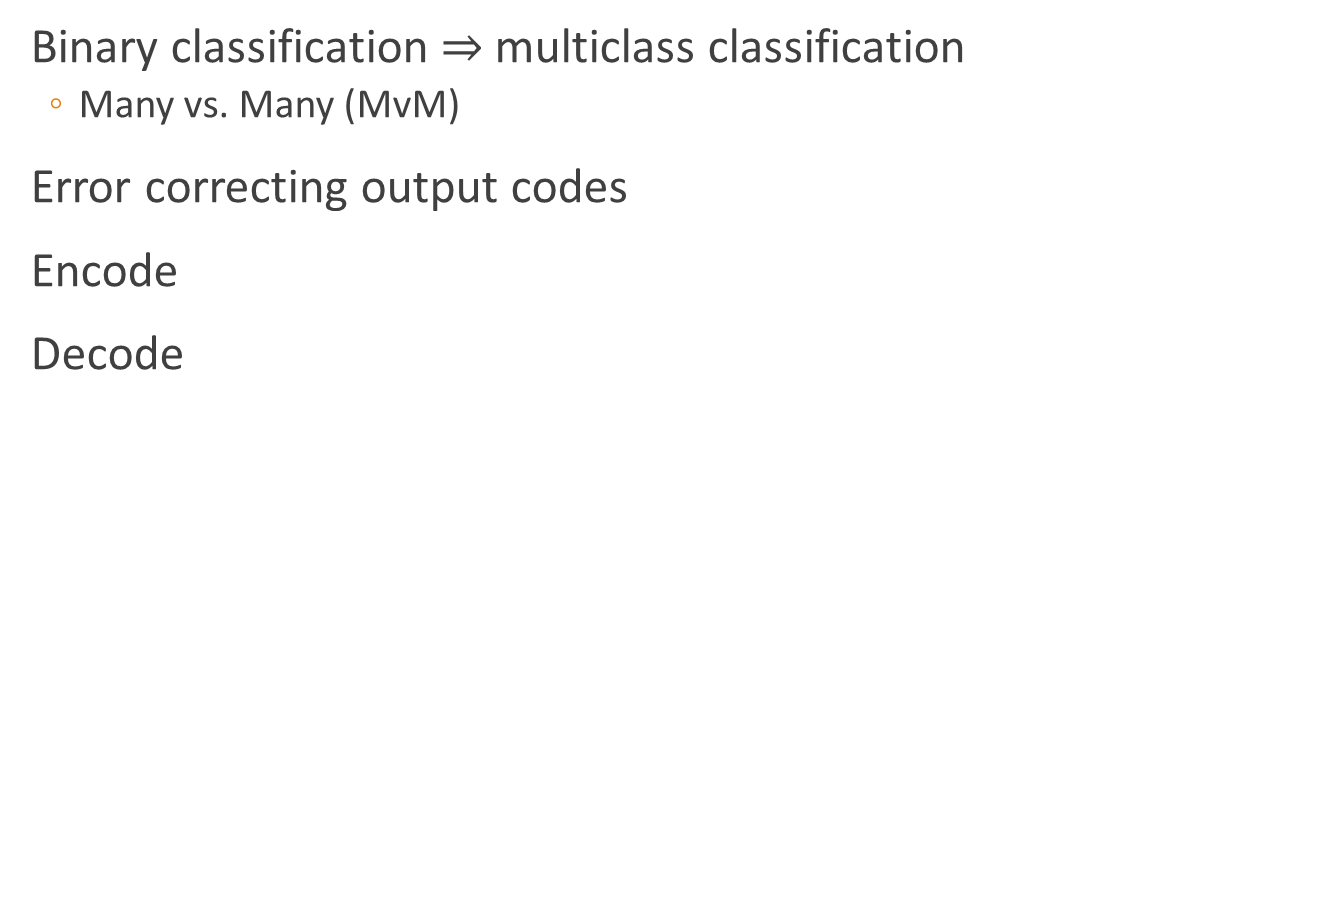 Binary classification ⇒ multiclass classification
◦ Many vs. Many (MvM)
Error correcting output codes
Encode
Decode